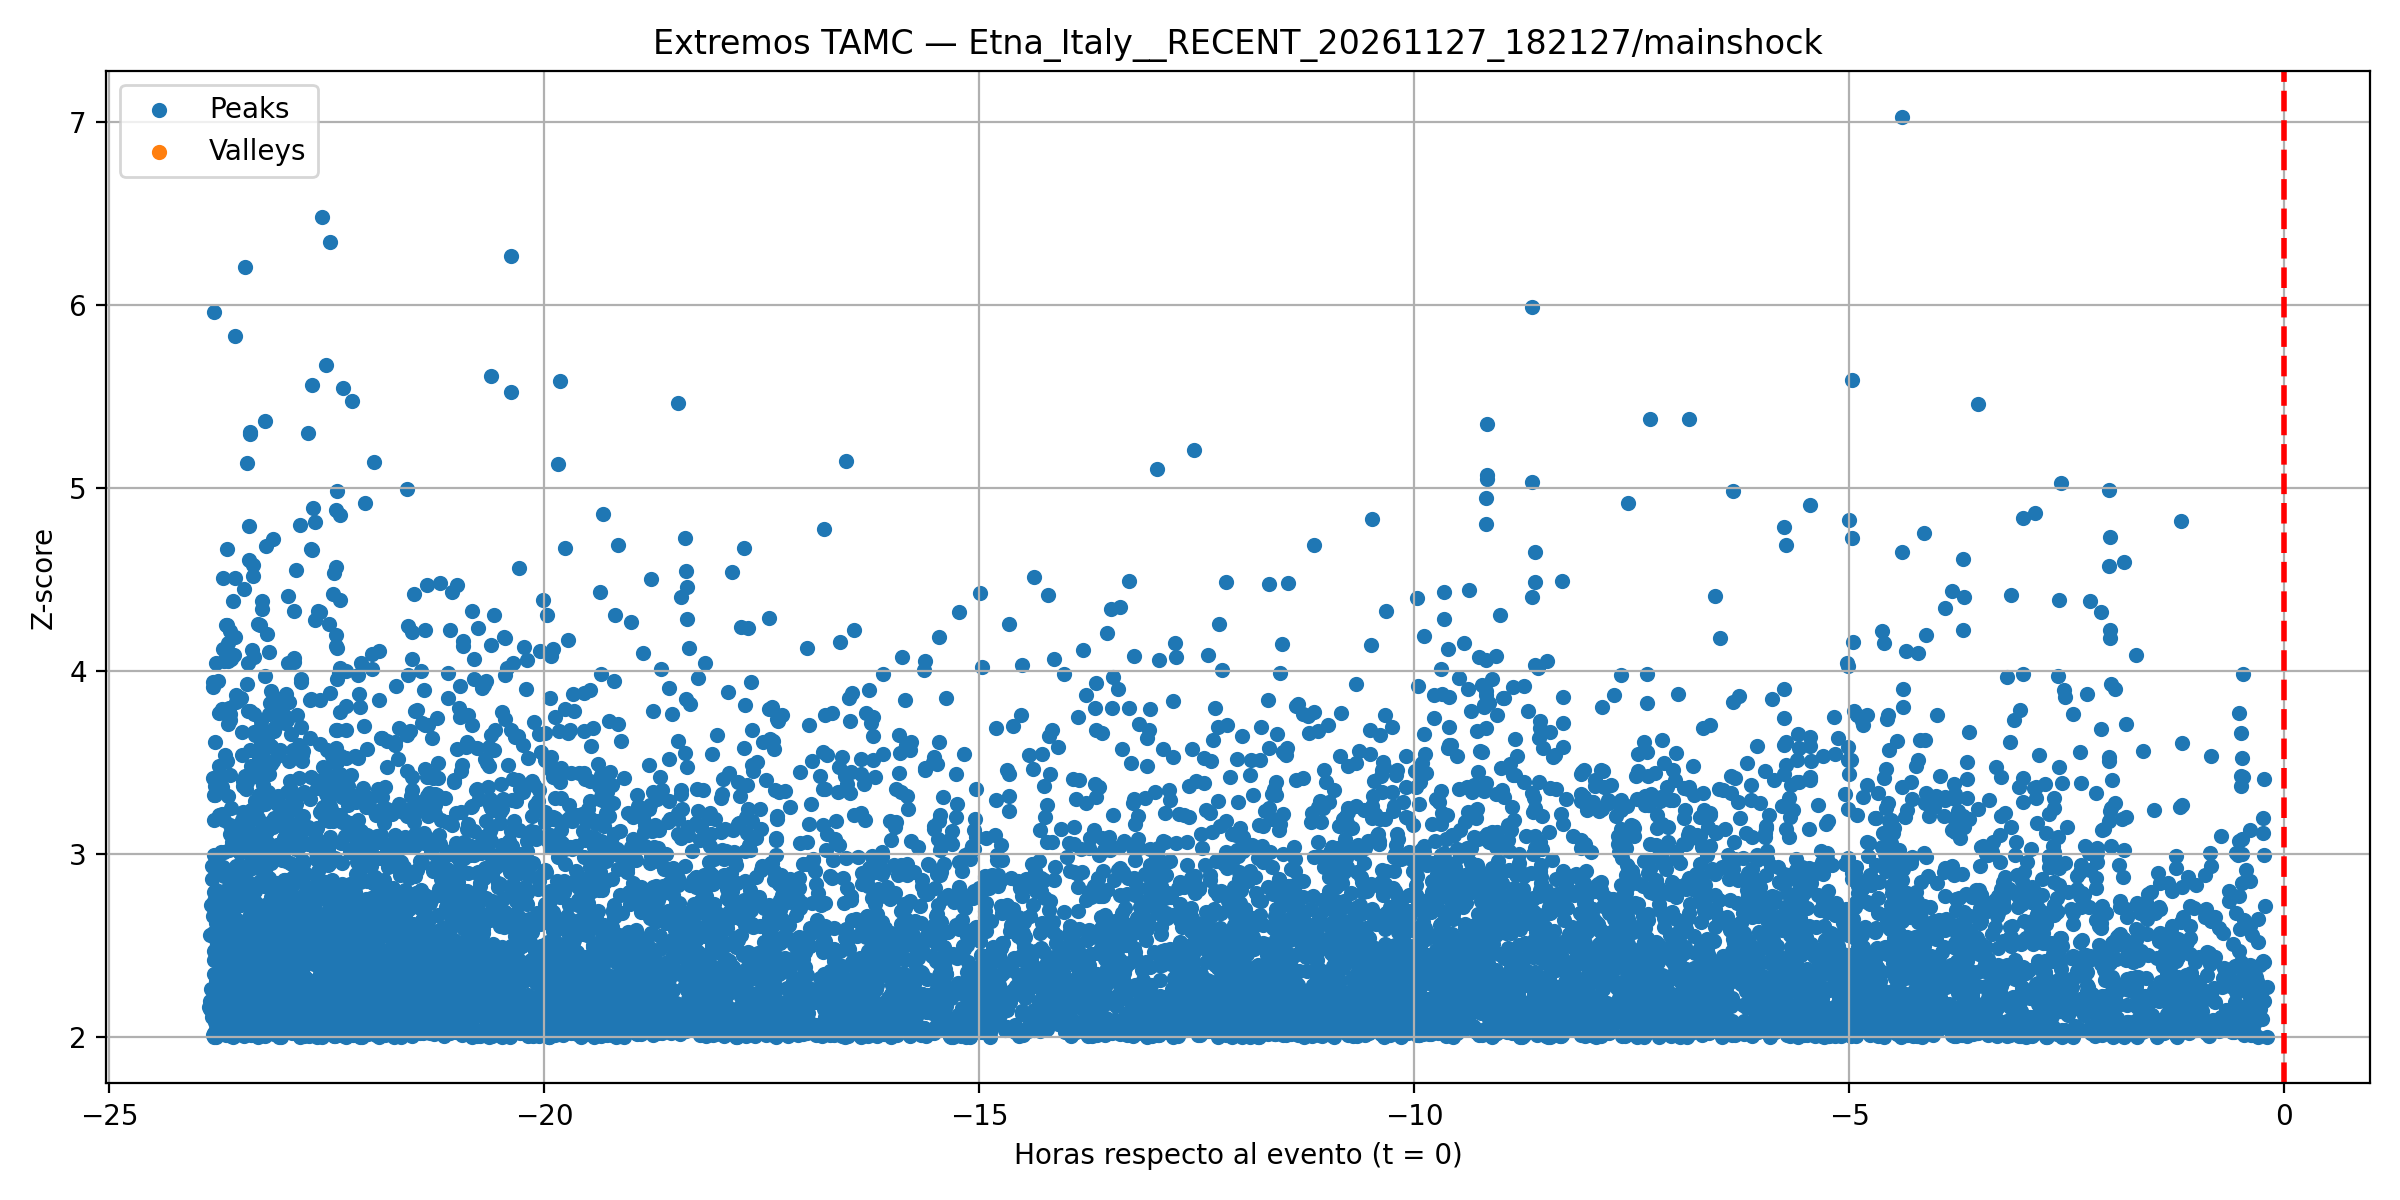 Extremos TAMC — Etna_Italy__RECENT_20261127_182127/mainshock
Peaks
Valleys
Z-score
7
6
5
4
3
2
−25
−20
−15
−10
−5
0
Horas respecto al evento (t = 0)